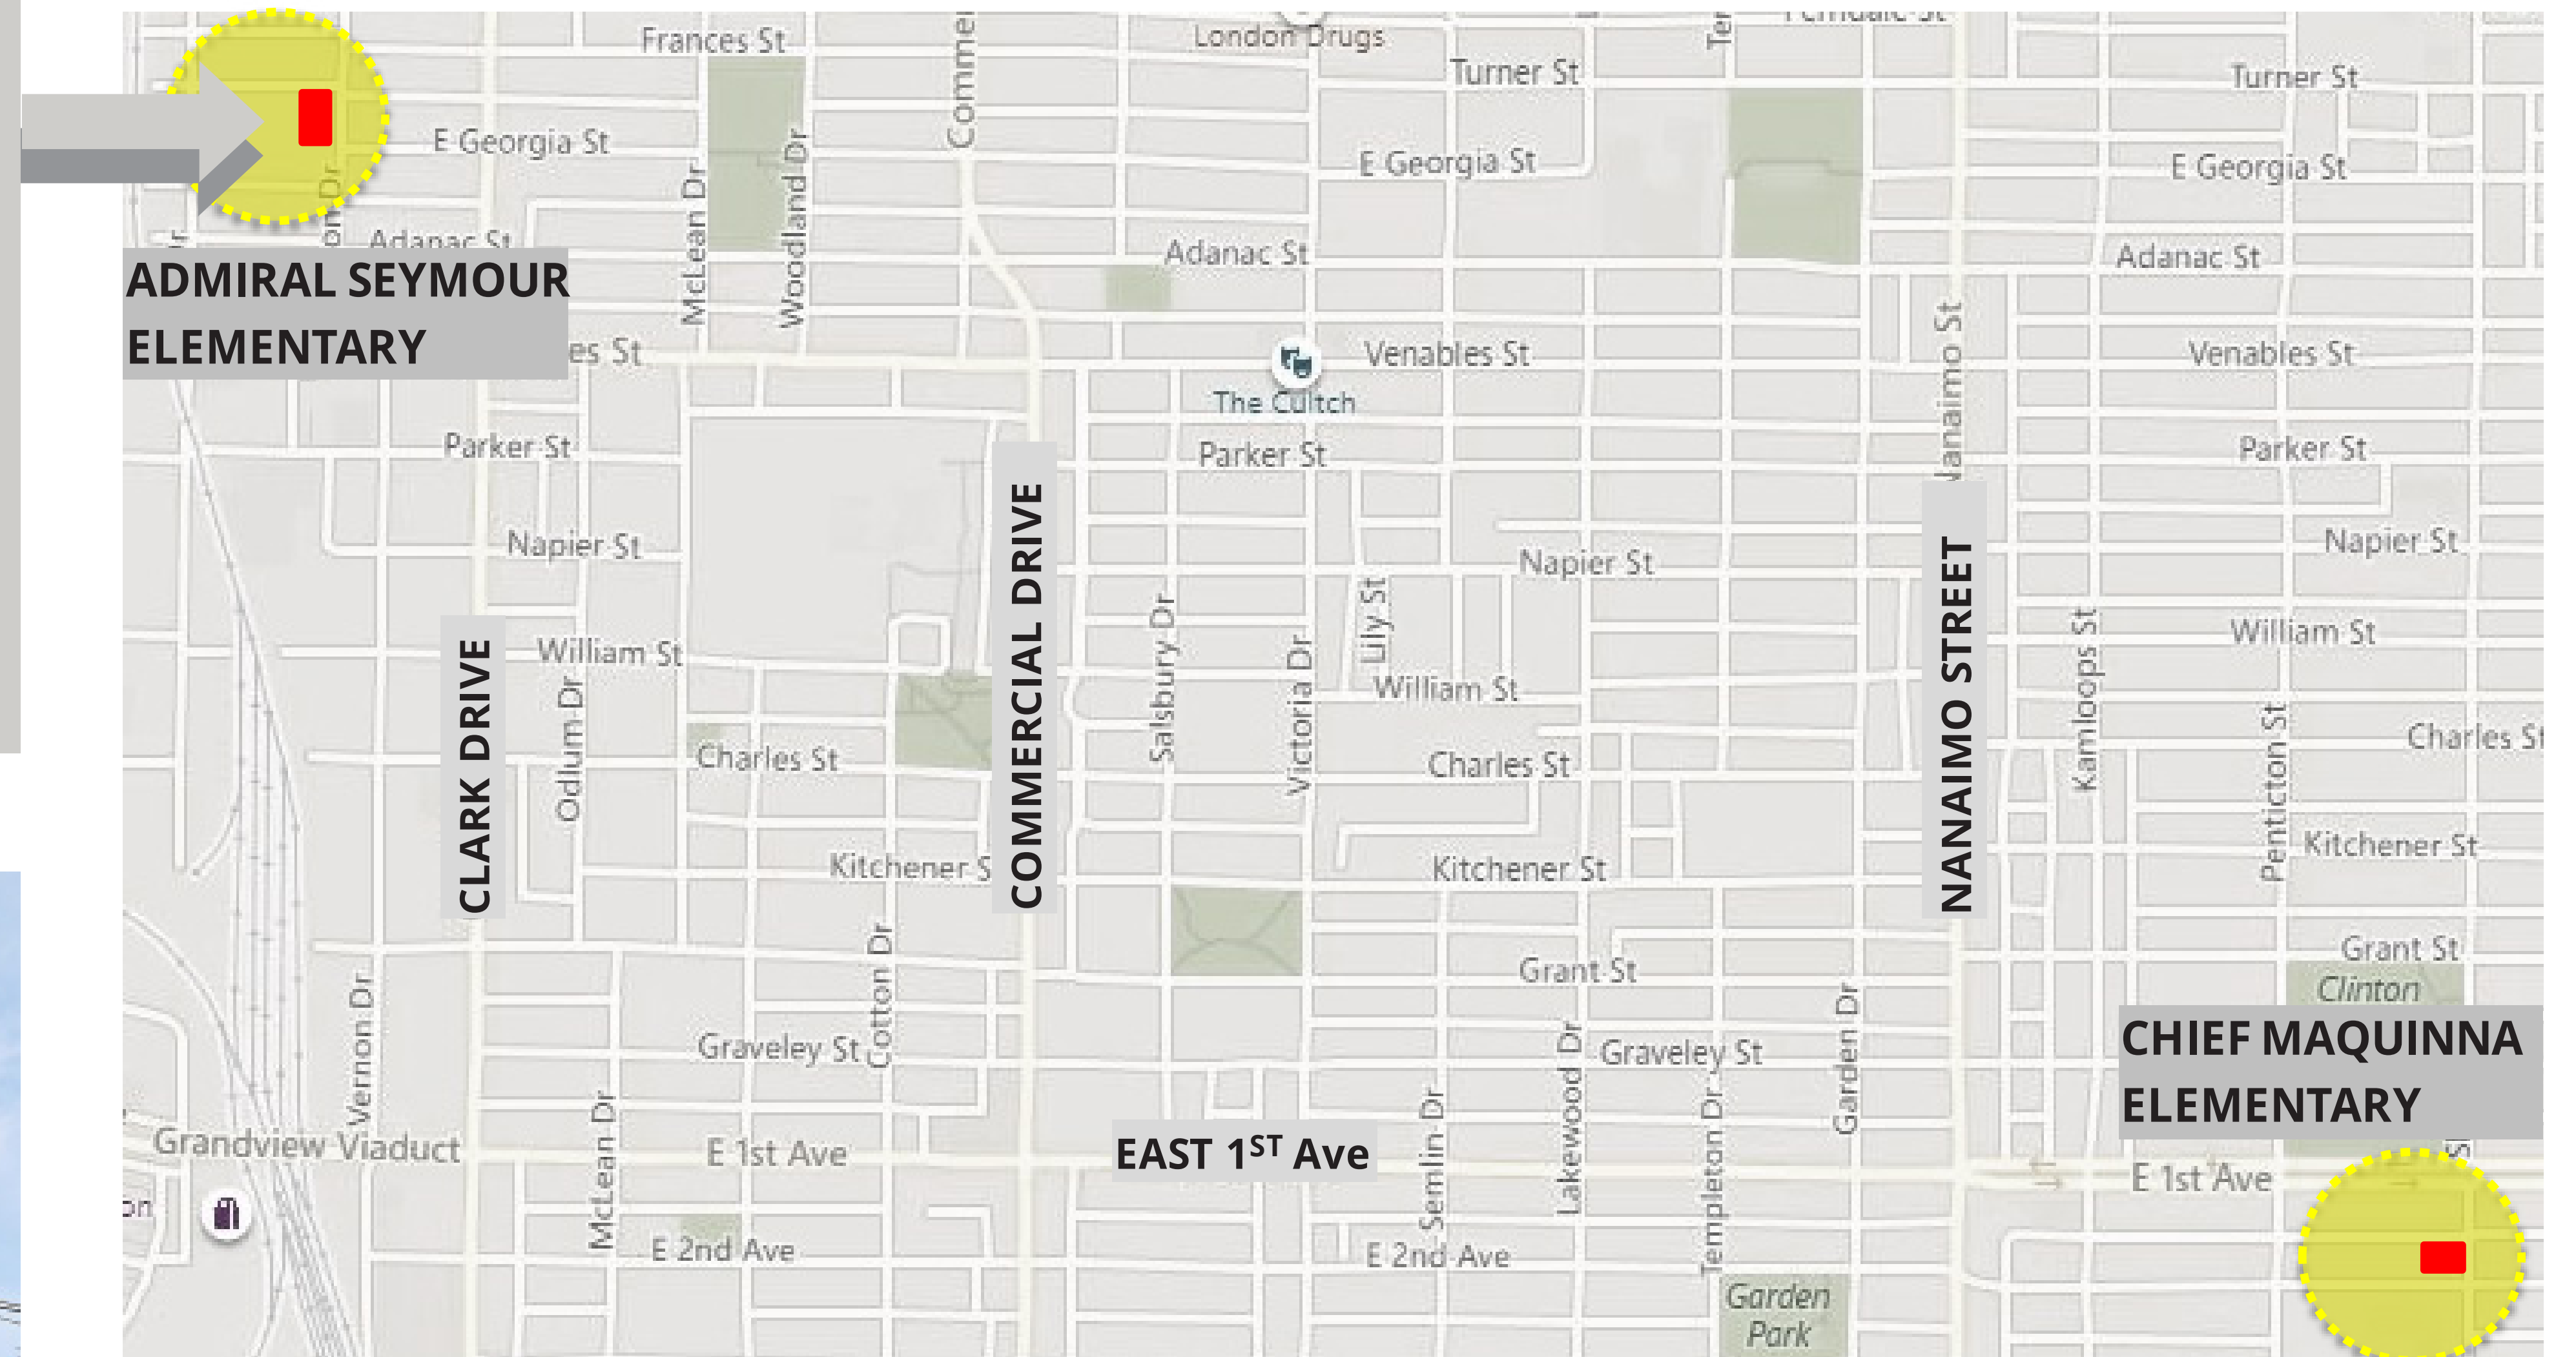 Frances St
London Drugs
Turner St
Turner St
E Georgia St
E Georgia St
E Georgia St
McLean Dr
Woodland Dr
Adanac St
Adanac St
Adanac St
ADMIRAL SEYMOUR
ELEMENTARY
Venables St
Venables St
Nanaimo St
The Cultch
Parker St
Parker St
Parker St
Napier St
Napier St
Napier St
CLARK DRIVE
COMMERCIAL DRIVE
NANAIMO STREET
William St
William St
William St
Odlum Dr
Salsbury Dr
Victoria Dr
Lily St
Kamloops St
Penticton St
Charles St
Charles St
Charles St
Kitchener S
Kitchener St
Kitchener St
Grant St
Grant St
Clinton
Vernon Dr
Cotton Dr
Graveley St
Graveley St
Lakewood Dr
Garden Dr
CHIEF MAQUINNA
ELEMENTARY
McLean Dr
Semlin Dr
Templeton Dr
Grandview Viaduct
E 1st Ave
EAST 1ST Ave
E 1st Ave
E 2nd Ave
E 2nd Ave
Garden
Park